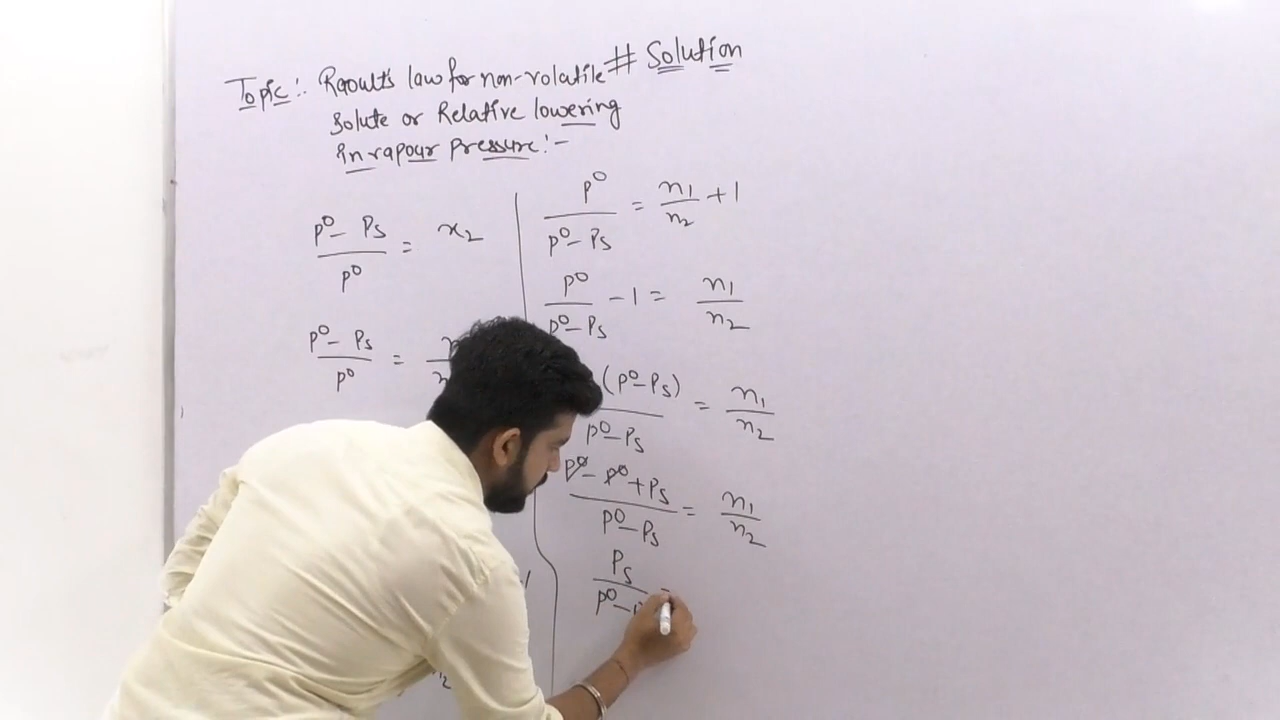 Topic:. Raoult's law for non-volatile # Solution
Solute or Relative lowering
In vapour pressure:-
P⁰ - Ps / P⁰ = x₂
P⁰ - Ps / P⁰ =
P⁰ / P⁰ - Ps = n₁ / n₂ + 1
P⁰ / P⁰ - Ps - 1 = n₁ / n₂
(P⁰ - Ps) / P⁰ - Ps = n₁ / n₂
P⁰ - P⁰ + Ps / P⁰ - Ps = n₁ / n₂
Ps / P⁰ - =